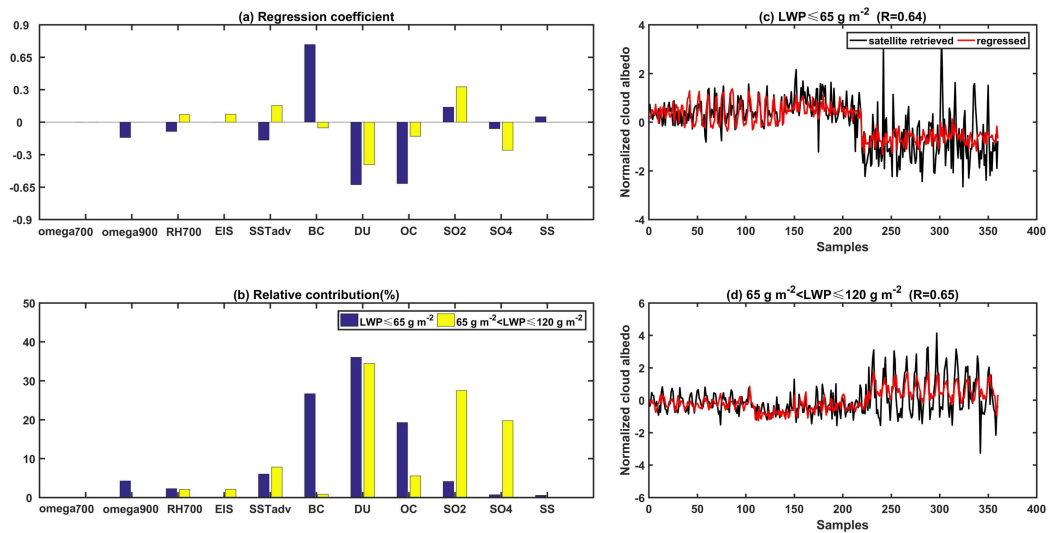 (a) Regression coefficient
0.9
0.65
0.3
0
-0.3
-0.65
-0.9
omega700 omega900 RH700 EIS SSTadv BC DU OC SO2 SO4 SS
(c) LWP≤65 g m-2 (R=0.64)
satellite retrieved regressed
Normalized cloud albedo
4
2
0
-2
-4
0 50 100 150 200 250 300 350 400
Samples
(b) Relative contribution(%)
LWP≤65 g m-2 65 g m-2<LWP≤120 g m-2
50
40
30
20
10
0
omega700 omega900 RH700 EIS SSTadv BC DU OC SO2 SO4 SS
(d) 65 g m-2<LWP≤120 g m-2 (R=0.65)
Normalized cloud albedo
6
4
2
0
-2
-4
-6
0 50 100 150 200 250 300 350 400
Samples